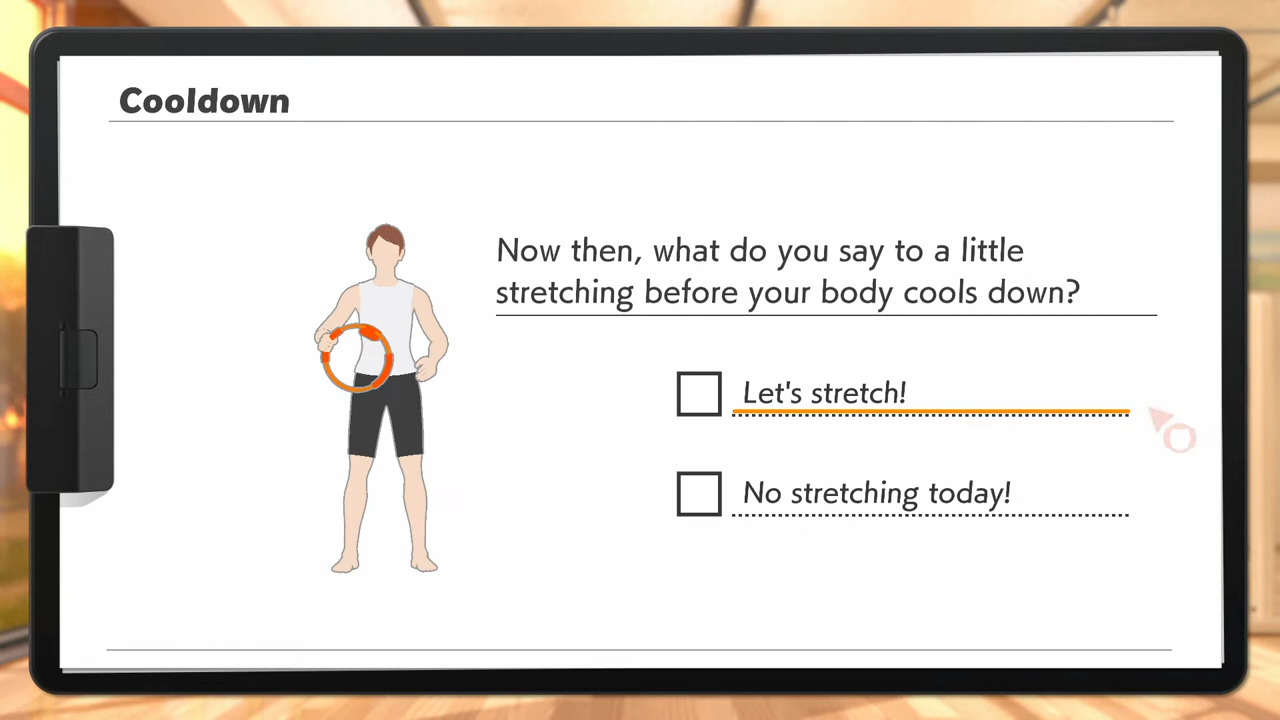 Cooldown
Now then, what do you say to a little
stretching before your body cools down?
Let's stretch!
No stretching today!